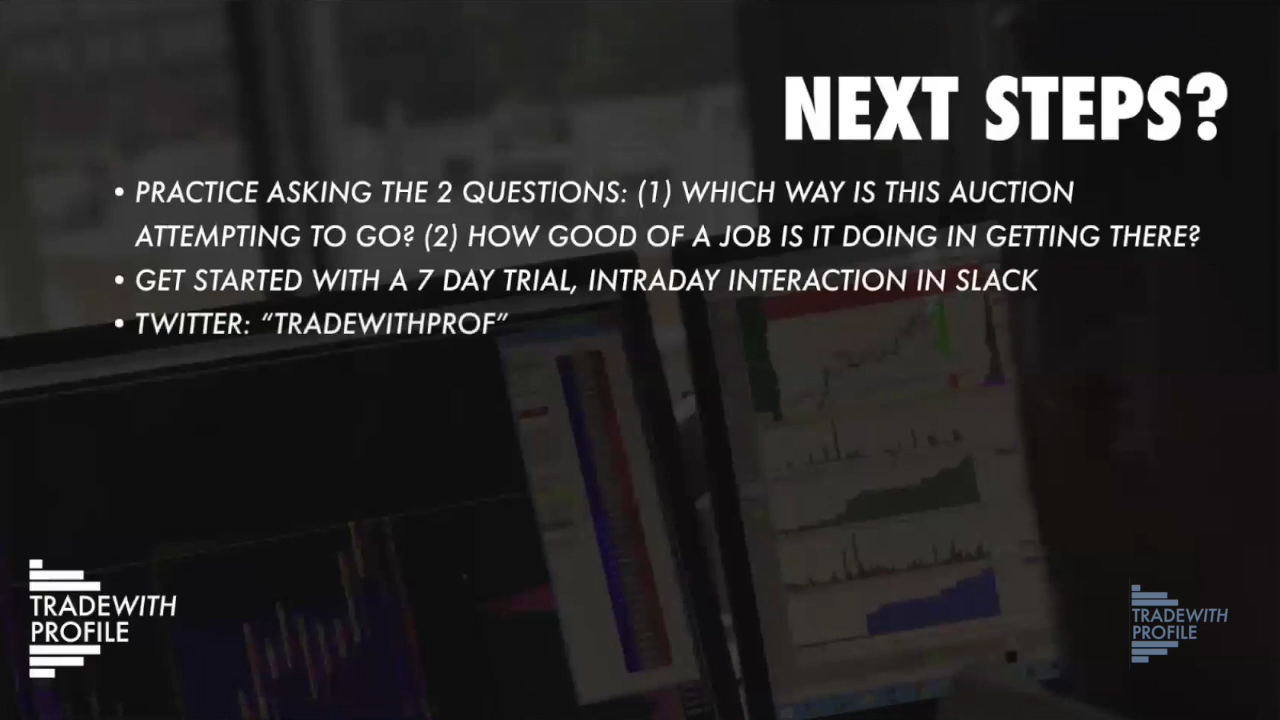 NEXT STEPS?
• PRACTICE ASKING THE 2 QUESTIONS: (1) WHICH WAY IS THIS AUCTION
ATTEMPTING TO GO? (2) HOW GOOD OF A JOB IS IT DOING IN GETTING THERE?
• GET STARTED WITH A 7 DAY TRIAL, INTRADAY INTERACTION IN SLACK
• TWITTER: “TRADEWITHPROF”
TRADEWITH
PROFILE
TRADEWITH
PROFILE